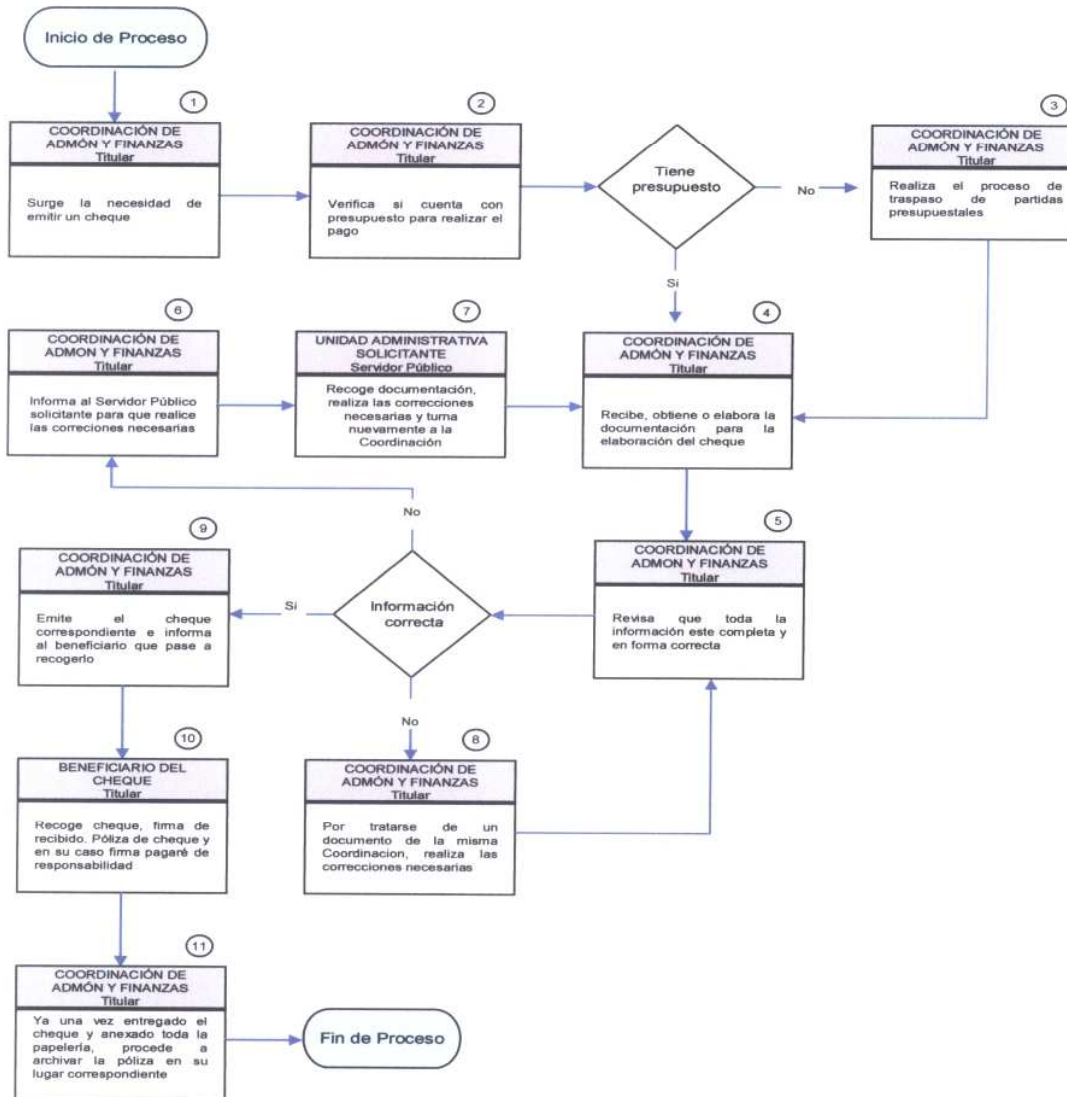 Inicio de Proceso
1
COORDINACIÓN DE
ADMÓN Y FINANZAS
Titular
Surge la necesidad de
emitir un cheque
2
COORDINACIÓN DE
ADMÓN Y FINANZAS
Titular
Verifica si cuenta con
presupuesto para realizar el
pago
Tiene
presupuesto
No
Si
3
COORDINACIÓN DE
ADMÓN Y FINANZAS
Titular
Realiza el proceso de
traspaso de partidas
presupuestales
6
COORDINACIÓN DE
ADMON Y FINANZAS
Titular
Informa al Servidor Público
solicitante para que realice
las correciones necesarias
7
UNIDAD ADMINISTRATIVA
SOLICITANTE
Servidor Público
Recoge documentación,
realiza las correcciones
necesarias y turna
nuevamente a la
Coordinación
4
COORDINACIÓN DE
ADMÓN Y FINANZAS
Titular
Recibe, obtiene o elabora la
documentación para la
elaboración del cheque
No
9
COORDINACIÓN DE
ADMÓN Y FINANZAS
Titular
Emite el cheque
correspondiente e informa
al beneficiario que pase a
recogerlo
Si
Información
correcta
5
COORDINACIÓN DE
ADMON Y FINANZAS
Titular
Revisa que toda la
información este completa y
en forma correcta
No
10
BENEFICIARIO DEL
CHEQUE
Titular
Recoge cheque, firma de
recibido. Póliza de cheque y
en su caso firma pagaré de
responsabilidad
8
COORDINACIÓN DE
ADMÓN Y FINANZAS
Titular
Por tratarse de un
documento de la misma
Coordinacion, realiza las
correcciones necesarias
11
COORDINACIÓN DE
ADMÓN Y FINANZAS
Titular
Ya una vez entregado el
cheque y anexado toda la
papelería, procede a
archivar la póliza en su
lugar correspondiente
Fin de Proceso